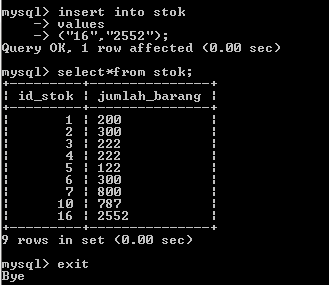 mysql> insert into stok
    -> values
    -> ("16","2552");
Query OK, 1 row affected (0.00 sec)
mysql> select*from stok;
+---------+---------------+
| id_stok | jumlah_barang |
+---------+---------------+
|       1 | 200           |
|       2 | 300           |
|       3 | 222           |
|       4 | 222           |
|       5 | 122           |
|       6 | 300           |
|       7 | 800           |
|      10 | 787           |
|      16 | 2552          |
+---------+---------------+
9 rows in set (0.00 sec)
mysql> exit
Bye